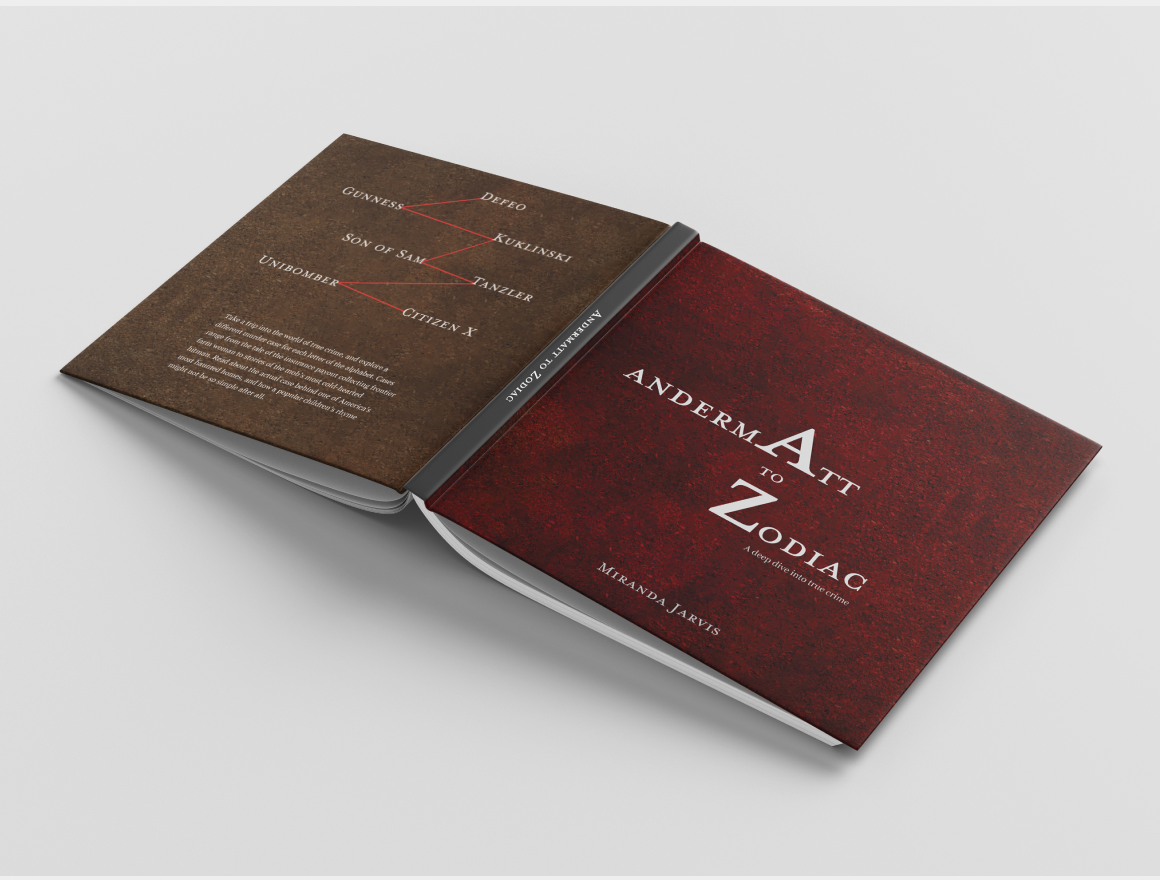 Gunness
Defeo
Kuklinski
Son of Sam
Tanzler
Unibomber
Citizen X
Take a trip into the world of true crime, and explore a
different murder case for each letter of the alphabet. Cases
range from the tale of the insurance payout collecting frontier
farm woman to stories of the mob's most cold hearted
hitman. Read about the actual case behind one of America's
most haunted houses, and how a popular children's rhyme
might not be so simple after all.
Andermatt to Zodiac
AndermAtt
to
Zodiac
A deep dive into true crime
Miranda Jarvis